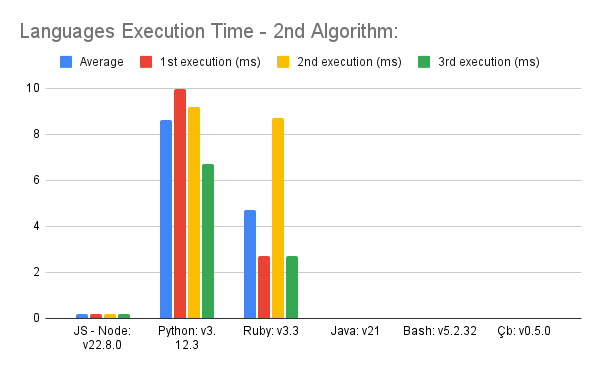 Languages Execution Time - 2nd Algorithm:
Average 1st execution (ms) 2nd execution (ms) 3rd execution (ms)
10
8
6
4
2
0
JS - Node: Python: v3. Ruby: v3.3 Java: v21 Bash: v5.2.32 Çb: v0.5.0
v22.8.0 12.3